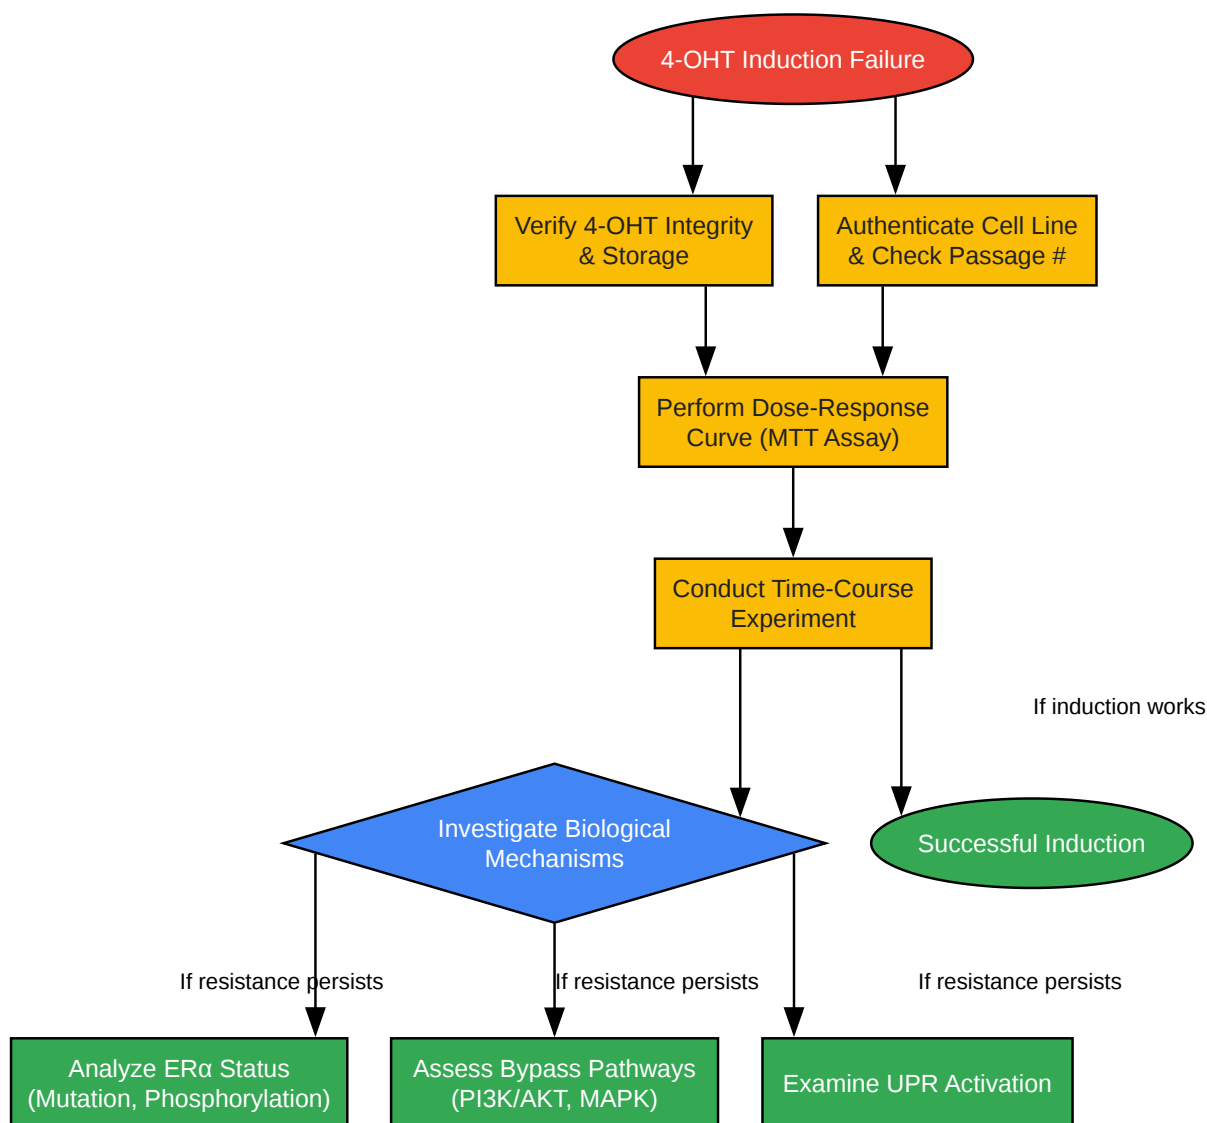 4-OHT Induction Failure
Verify 4-OHT Integrity
& Storage
Authenticate Cell Line
& Check Passage #
Perform Dose-Response
Curve (MTT Assay)
Conduct Time-Course
Experiment
If induction works
Investigate Biological
Mechanisms
Successful Induction
If resistance persists
If resistance persists
If resistance persists
Analyze ERα Status
(Mutation, Phosphorylation)
Assess Bypass Pathways
(PI3K/AKT, MAPK)
Examine UPR Activation